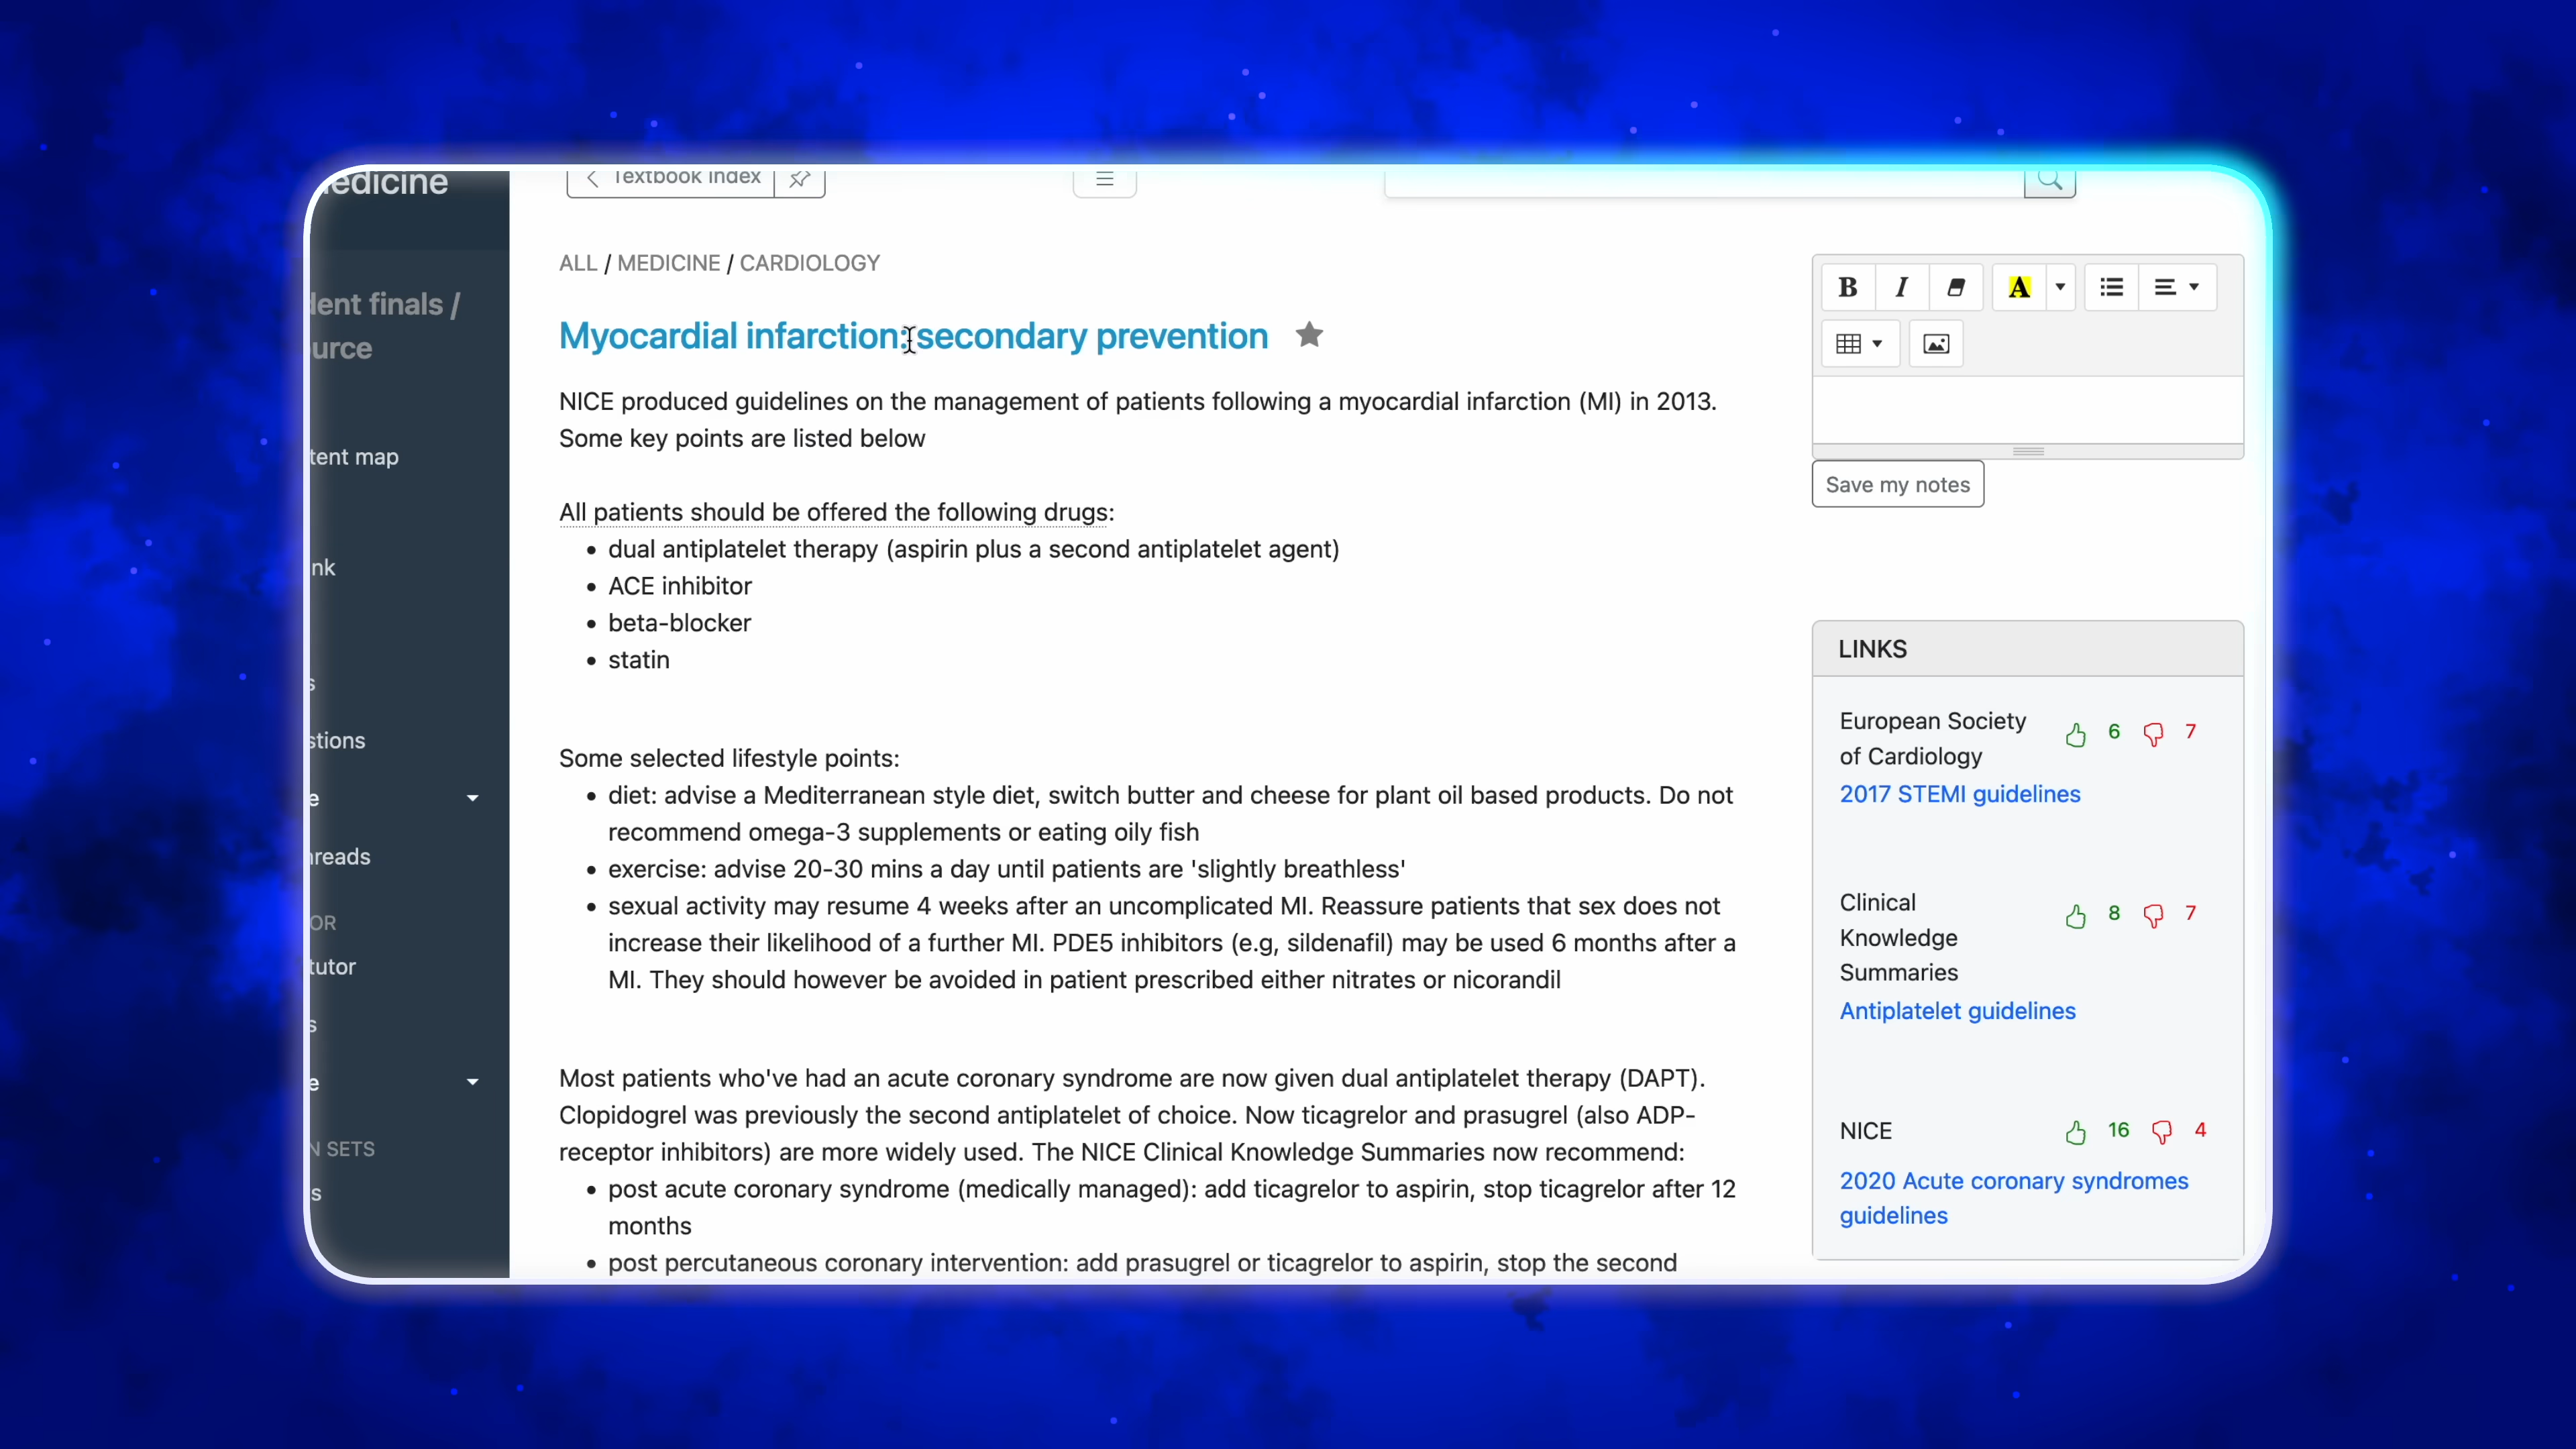 edicine
Textbook index
ALL / MEDICINE / CARDIOLOGY
dent finals /
urce
Myocardial infarction: secondary prevention
NICE produced guidelines on the management of patients following a myocardial infarction (MI) in 2013.
Some key points are listed below
tent map
Save my notes
All patients should be offered the following drugs:
• dual antiplatelet therapy (aspirin plus a second antiplatelet agent)
nk
• ACE inhibitor
• beta-blocker
LINKS
• statin
s
European Society
of Cardiology
6
7
stions
2017 STEMI guidelines
Some selected lifestyle points:
e
• diet: advise a Mediterranean style diet, switch butter and cheese for plant oil based products. Do not
recommend omega-3 supplements or eating oily fish
reads
• exercise: advise 20-30 mins a day until patients are 'slightly breathless'
OR
• sexual activity may resume 4 weeks after an uncomplicated MI. Reassure patients that sex does not
increase their likelihood of a further MI. PDE5 inhibitors (e.g, sildenafil) may be used 6 months after a
MI. They should however be avoided in patient prescribed either nitrates or nicorandil
Clinical
Knowledge
Summaries
8
7
tutor
Antiplatelet guidelines
s
e
Most patients who've had an acute coronary syndrome are now given dual antiplatelet therapy (DAPT).
Clopidogrel was previously the second antiplatelet of choice. Now ticagrelor and prasugrel (also ADP-
receptor inhibitors) are more widely used. The NICE Clinical Knowledge Summaries now recommend:
NICE
16
4
N SETS
2020 Acute coronary syndromes
guidelines
s
• post acute coronary syndrome (medically managed): add ticagrelor to aspirin, stop ticagrelor after 12
months
• post percutaneous coronary intervention: add prasugrel or ticagrelor to aspirin, stop the second
B
I
A